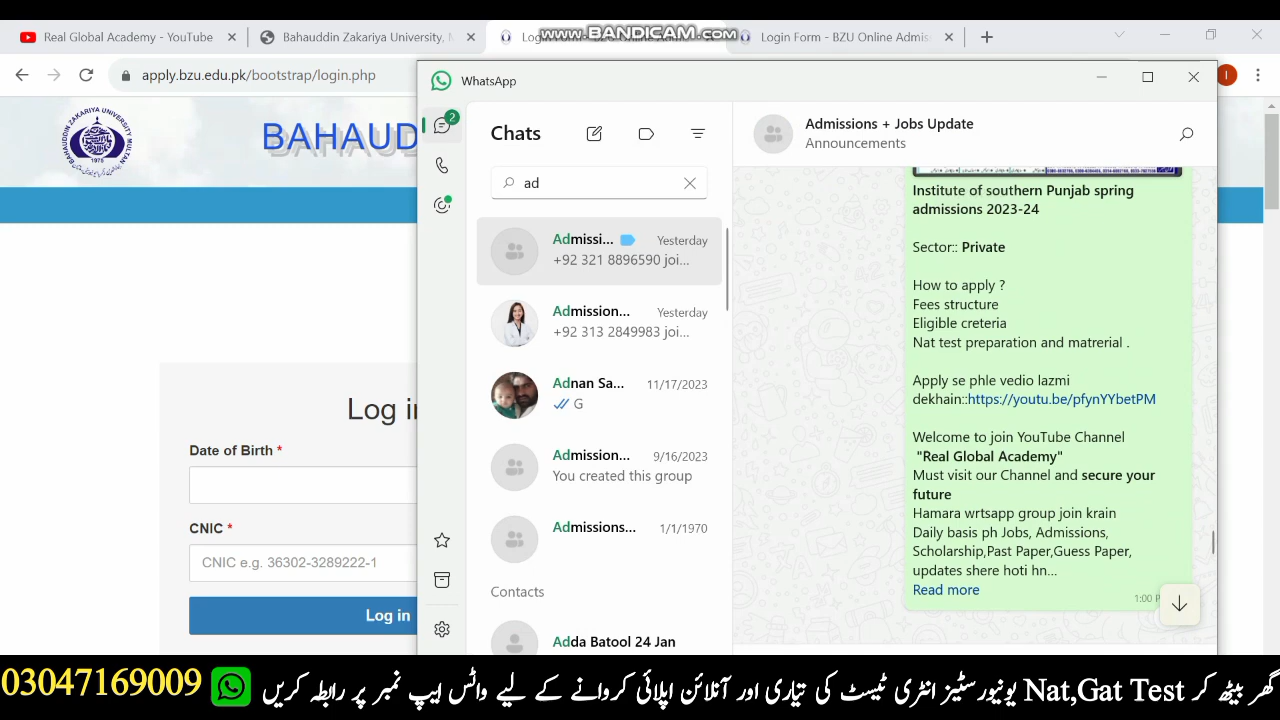 www.BANDICAM.com
Real Global Academy - YouTube
Bahauddin Zakariya University, M
Login Form - BZU Online Admis
apply.bzu.edu.pk/bootstrap/login.php
I
BAHAUD
Log in
Date of Birth *
CNIC *
CNIC e.g. 36302-3289222-1
Log in
WhatsApp
2
Chats
ad
Admissi...
Yesterday
+92 321 8896590 joi...
Admission...
Yesterday
+92 313 2849983 joi...
Adnan Sa...
11/17/2023
G
Admission...
9/16/2023
You created this group
Admissions...
1/1/1970
Contacts
Adda Batool 24 Jan
Admissions + Jobs Update
Announcements
Institute of southern Punjab spring
admissions 2023-24
Sector:: Private
How to apply ?
Fees structure
Eligible creteria
Nat test preparation and matrerial .
Apply se phle vedio lazmi
dekhain::https://youtu.be/pfynYYbetPM
Welcome to join YouTube Channel
"Real Global Academy"
Must visit our Channel and secure your
future
Hamara wrtsapp group join krain
Daily basis ph Jobs, Admissions,
Scholarship,Past Paper,Guess Paper,
updates shere hoti hn...
Read more
1:00 P
گھر بیٹھ کر Nat,Gat Test یونیورسٹیز انٹری ٹیسٹ کی تیاری اور آنلائن اپلائی کروانے کے لیے واٹس ایپ نمبر پر رابطہ کریں
03047169009